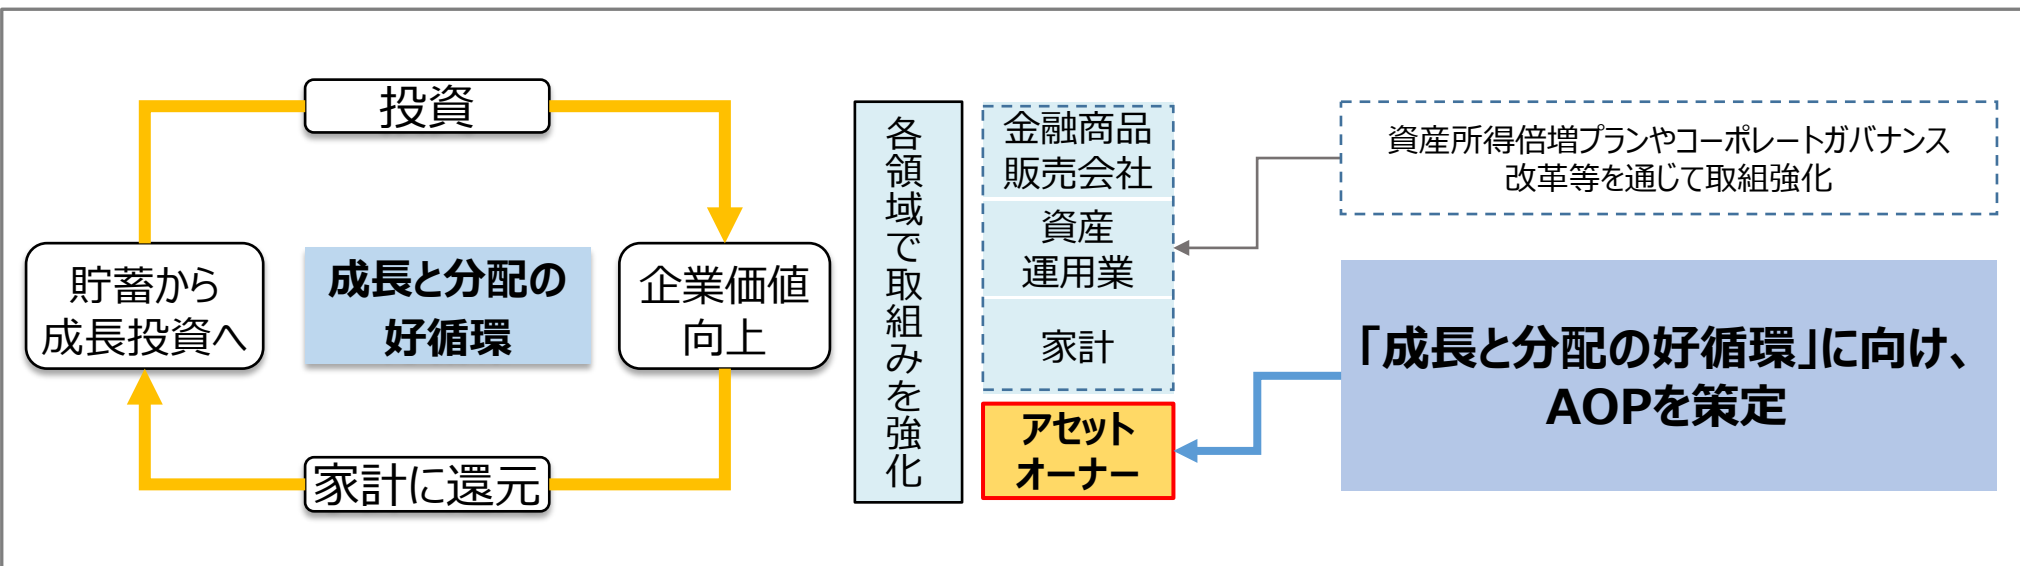 投資
貯蓄から
成長投資へ
成長と分配の
好循環
企業価値
向上
家計に還元
各領域で取組みを強化
金融商品
販売会社
資産
運用業
家計
アセット
オーナー
資産所得倍増プランやコーポレートガバナンス
改革等を通じて取組強化
「成長と分配の好循環」に向け、
AOPを策定